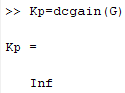 >> Kp=dcgain(G)
Kp =
Inf